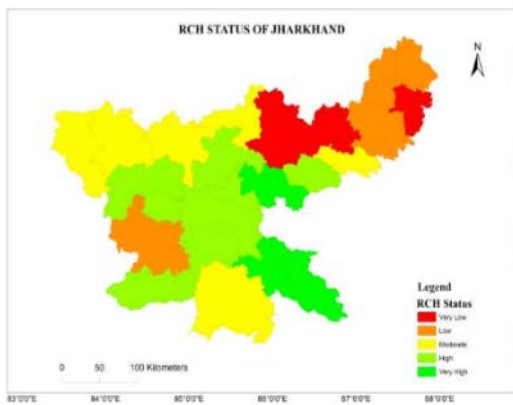 RCH STATUS OF JHARKHAND
N
Legend
RCH Status
Very Low
Low
Moderate
High
Very High
0 50 100 Kilometers
83°0'0"E 84°0'0"E 85°0'0"E 86°0'0"E 87°0'0"E 88°0'0"E